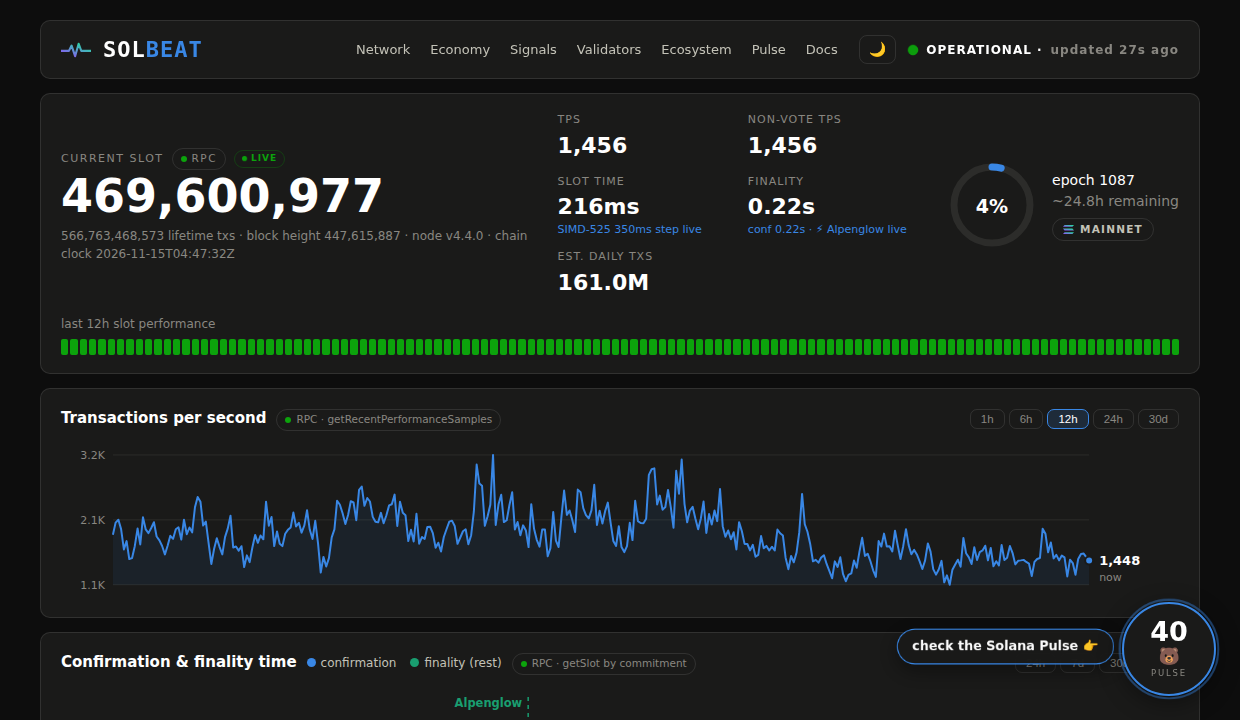 SOLBEAT
Network Economy Signals Validators Ecosystem Pulse Docs
OPERATIONAL · updated 27s ago
CURRENT SLOT RPC LIVE
469,600,977
566,763,468,573 lifetime txs · block height 447,615,887 · node v4.4.0 · chain
clock 2026-11-15T04:47:32Z
TPS
1,456
NON-VOTE TPS
1,456
SLOT TIME
216ms
SIMD-525 350ms step live
FINALITY
0.22s
conf 0.22s · ⚡ Alpenglow live
EST. DAILY TXS
161.0M
4%
epoch 1087
~24.8h remaining
MAINNET
last 12h slot performance
Transactions per second RPC · getRecentPerformanceSamples
1h 6h 12h 24h 30d
3.2K
2.1K
1.1K
1,448
now
Confirmation & finality time confirmation finality (rest) RPC · getSlot by commitment
Alpenglow
check the Solana Pulse 👉
40
🐻
PULSE